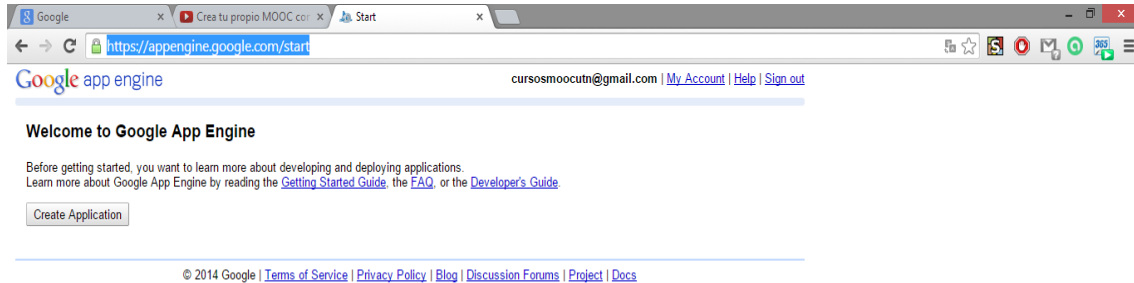 Google
Crea tu propio MOOC cor
Start
https://appengine.google.com/start
365
Google app engine
cursosmoocutn@gmail.com | My Account | Help | Sign out
Welcome to Google App Engine
Before getting started, you want to learn more about developing and deploying applications.
Learn more about Google App Engine by reading the Getting Started Guide, the FAQ, or the Developer's Guide.
Create Application
© 2014 Google | Terms of Service | Privacy Policy | Blog | Discussion Forums | Project | Docs